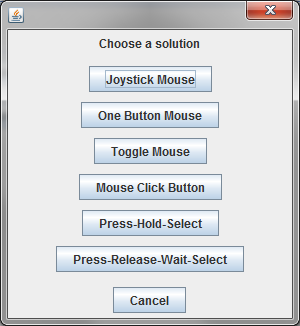 Choose a solution
Joystick Mouse
One Button Mouse
Toggle Mouse
Mouse Click Button
Press-Hold-Select
Press-Release-Wait-Select
Cancel